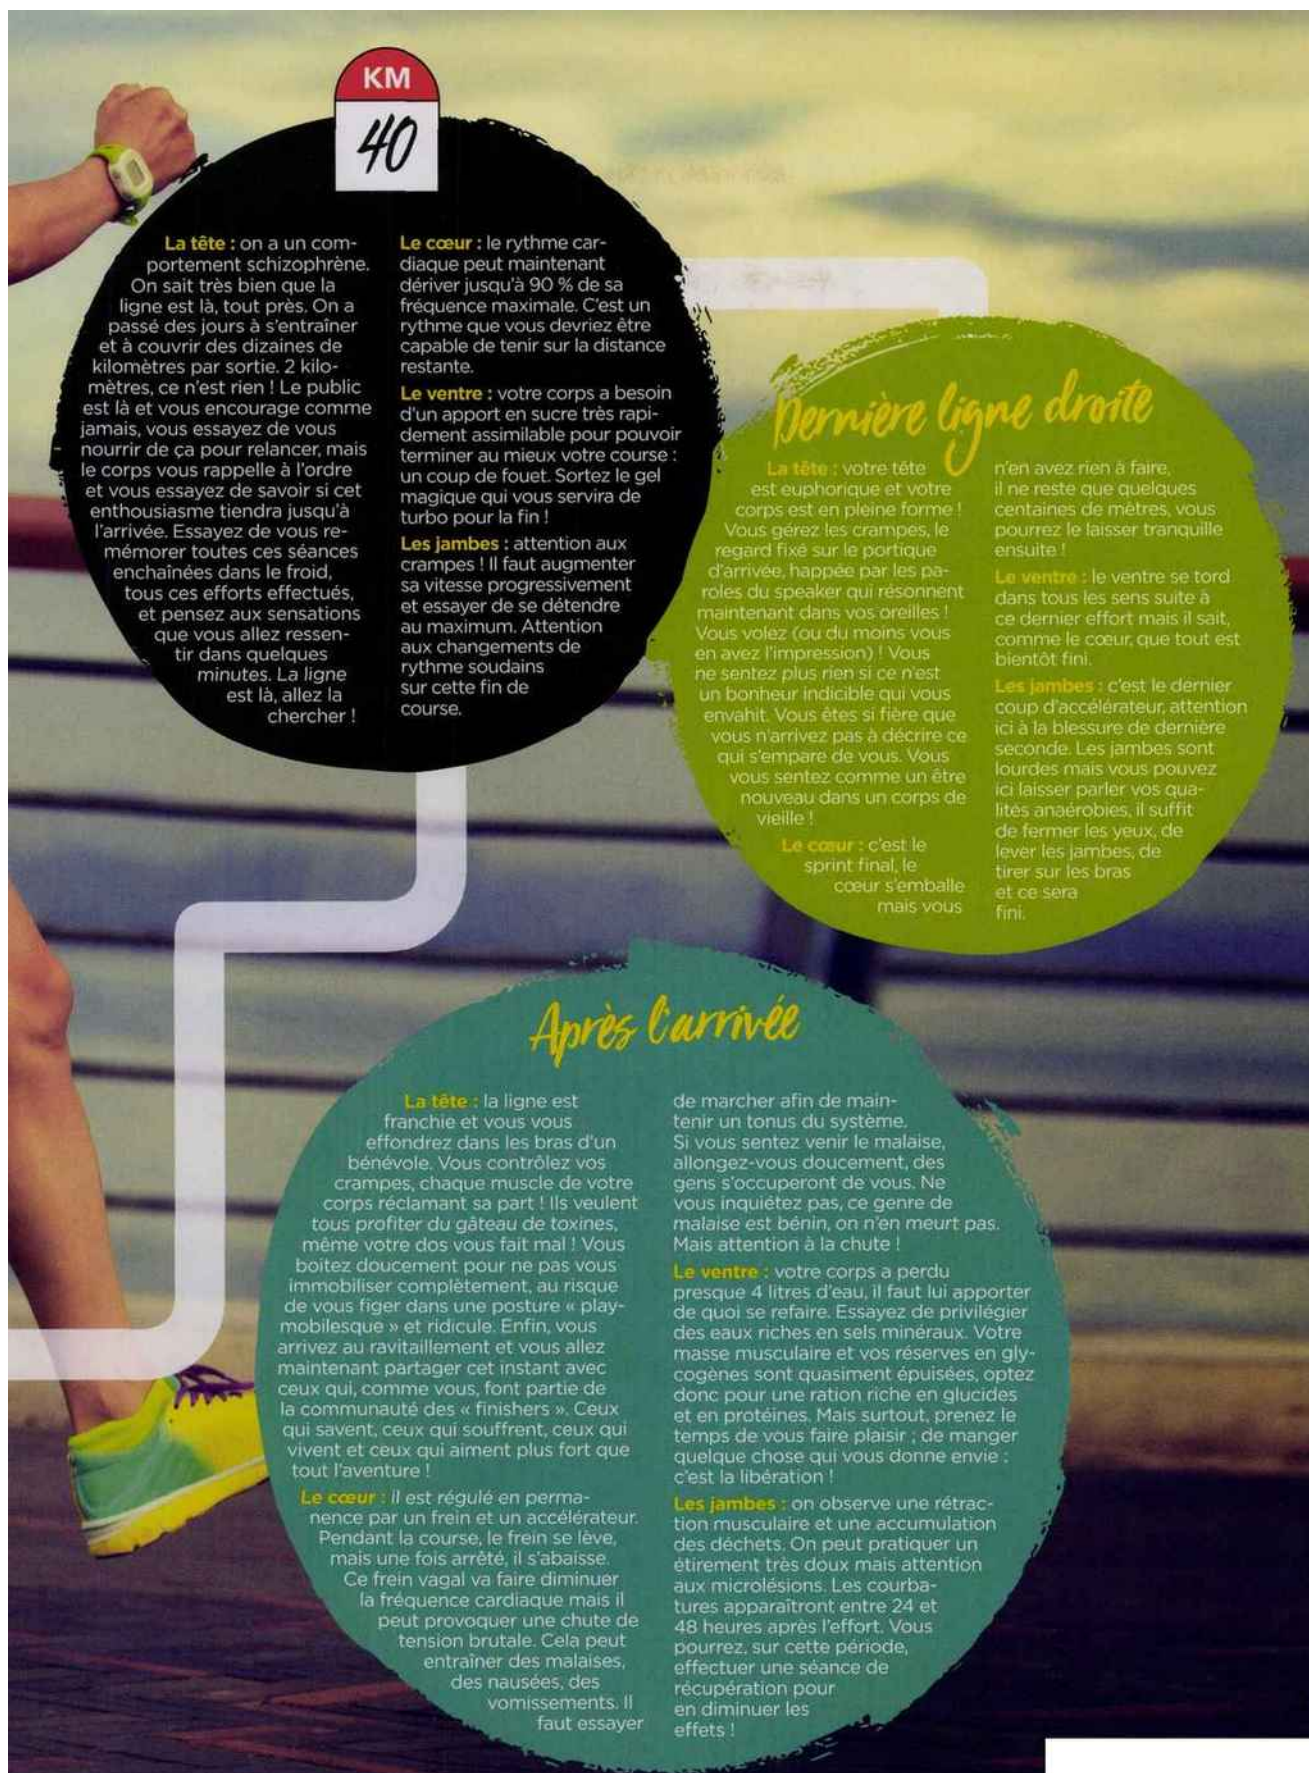 KM
40
La tête : on a un com-
portement schizophrène.
On sait très bien que la
ligne est là, tout près. On a
passé des jours à s'entraîner
et à couvrir des dizaines de
kilomètres par sortie. 2 kilo-
mètres, ce n'est rien ! Le public
est là et vous encourage comme
jamais, vous essayez de vous
nourrir de ça pour relancer, mais
le corps vous rappelle à l'ordre
et vous essayez de savoir si cet
enthousiasme tiendra jusqu'à
l'arrivée. Essayez de vous re-
mémorer toutes ces séances
enchaînées dans le froid,
tous ces efforts effectués,
et pensez aux sensations
que vous allez ressen-
tir dans quelques
minutes. La ligne
est là, allez la
chercher !
Le cœur : le rythme car-
diaque peut maintenant
dériver jusqu'à 90 % de sa
fréquence maximale. C'est un
rythme que vous devriez être
capable de tenir sur la distance
restante.
Le ventre : votre corps a besoin
d'un apport en sucre très rapi-
dement assimilable pour pouvoir
terminer au mieux votre course :
un coup de fouet. Sortez le gel
magique qui vous servira de
turbo pour la fin !
Les jambes : attention aux
crampes ! Il faut augmenter
sa vitesse progressivement
et essayer de se détendre
au maximum. Attention
aux changements de
rythme soudains
sur cette fin de
course.
Dernière ligne droite
La tête : votre tête
est euphorique et votre
corps est en pleine forme !
Vous gérez les crampes, le
regard fixé sur le portique
d'arrivée, happée par les pa-
roles du speaker qui résonnent
maintenant dans vos oreilles !
Vous volez (ou du moins vous
en avez l'impression) ! Vous
ne sentez plus rien si ce n'est
un bonheur indicible qui vous
envahit. Vous êtes si fière que
vous n'arrivez pas à décrire ce
qui s'empare de vous. Vous
vous sentez comme un être
nouveau dans un corps de
vieille !
Le cœur : c'est le
sprint final, le
cœur s'emballe
mais vous
n'en avez rien à faire,
il ne reste que quelques
centaines de mètres, vous
pourrez le laisser tranquille
ensuite !
Le ventre : le ventre se tord
dans tous les sens suite à
ce dernier effort mais il sait,
comme le cœur, que tout est
bientôt fini.
Les jambes : c'est le dernier
coup d'accélérateur, attention
ici à la blessure de dernière
seconde. Les jambes sont
lourdes mais vous pouvez
ici laisser parler vos qua-
lités anaérobies, il suffit
de fermer les yeux, de
lever les jambes, de
tirer sur les bras
et ce sera
fini.
Après l'arrivée
La tête : la ligne est
franchie et vous vous
effondrez dans les bras d'un
bénévole. Vous contrôlez vos
crampes, chaque muscle de votre
corps réclamant sa part ! Ils veulent
tous profiter du gâteau de toxines,
même votre dos vous fait mal ! Vous
boitez doucement pour ne pas vous
immobiliser complètement, au risque
de vous figer dans une posture « play-
mobilesque » et ridicule. Enfin, vous
arrivez au ravitaillement et vous allez
maintenant partager cet instant avec
ceux qui, comme vous, font partie de
la communauté des « finishers ». Ceux
qui savent, ceux qui souffrent, ceux qui
vivent et ceux qui aiment plus fort que
tout l'aventure !
Le cœur : il est régulé en perma-
nence par un frein et un accélérateur.
Pendant la course, le frein se lève,
mais une fois arrêté, il s'abaisse.
Ce frein vagal va faire diminuer
la fréquence cardiaque mais il
peut provoquer une chute de
tension brutale. Cela peut
entraîner des malaises,
des nausées, des
vomissements. Il
faut essayer
de marcher afin de main-
tenir un tonus du système.
Si vous sentez venir le malaise,
allongez-vous doucement, des
gens s'occuperont de vous. Ne
vous inquiétez pas, ce genre de
malaise est bénin, on n'en meurt pas.
Mais attention à la chute !
Le ventre : votre corps a perdu
presque 4 litres d'eau, il faut lui apporter
de quoi se refaire. Essayez de privilégier
des eaux riches en sels minéraux. Votre
masse musculaire et vos réserves en gly-
cogènes sont quasiment épuisées, optez
donc pour une ration riche en glucides
et en protéines. Mais surtout, prenez le
temps de vous faire plaisir ; de manger
quelque chose qui vous donne envie :
c'est la libération !
Les jambes : on observe une rétrac-
tion musculaire et une accumulation
des déchets. On peut pratiquer un
étirement très doux mais attention
aux microlésions. Les courba-
tures apparaîtront entre 24 et
48 heures après l'effort. Vous
pourrez, sur cette période,
effectuer une séance de
récupération pour
en diminuer les
effets !